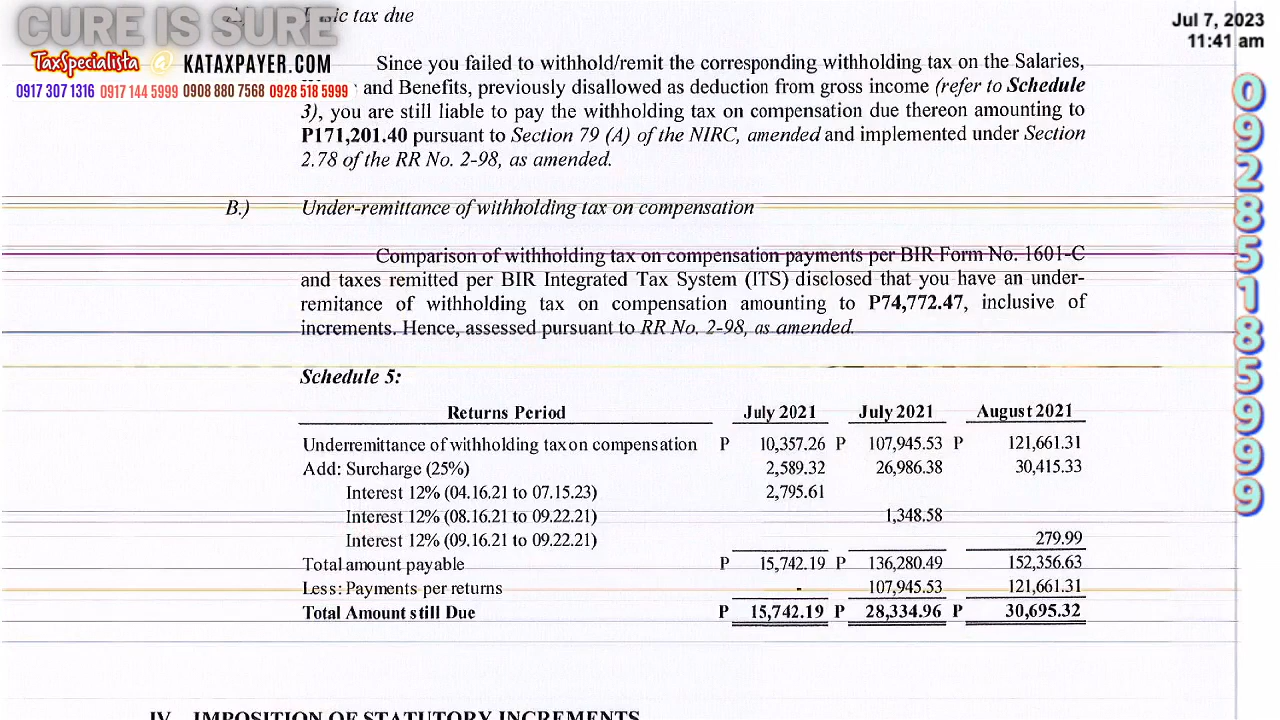 CURE IS SURE
TaxSpecialista @ KATAXPAYER.COM
0917 307 1316 0917 144 5999 0908 880 7568 0928 518 5999
Jul 7, 2023
11:41 am
09285185999
tax due
Since you failed to withhold/remit the corresponding withholding tax on the Salaries,
and Benefits, previously disallowed as deduction from gross income (refer to Schedule
3), you are still liable to pay the withholding tax on compensation due thereon amounting to
P171,201.40 pursuant to Section 79 (A) of the NIRC, amended and implemented under Section
2.78 of the RR No. 2-98, as amended.
B.) Under-remittance of withholding tax on compensation
Comparison of withholding tax on compensation payments per BIR Form No. 1601-C
and taxes remitted per BIR Integrated Tax System (ITS) disclosed that you have an under-
remitance of withholding tax on compensation amounting to P74,772.47, inclusive of
increments. Hence, assessed pursuant to RR No. 2-98, as amended.
Schedule 5:
Returns Period July 2021 July 2021 August 2021
Underremittance of withholding tax on compensation P 10,357.26 P 107,945.53 P 121,661.31
Add: Surcharge (25%) 2,589.32 26,986.38 30,415.33
Interest 12% (04.16.21 to 07.15.23) 2,795.61
Interest 12% (08.16.21 to 09.22.21) 1,348.58
Interest 12% (09.16.21 to 09.22.21) 279.99
Total amount payable P 15,742.19 P 136,280.49 152,356.63
Less: Payments per returns - 107,945.53 121,661.31
Total Amount still Due P 15,742.19 P 28,334.96 P 30,695.32
IV. IMPOSITION OF STATUTORY INCREMENTS